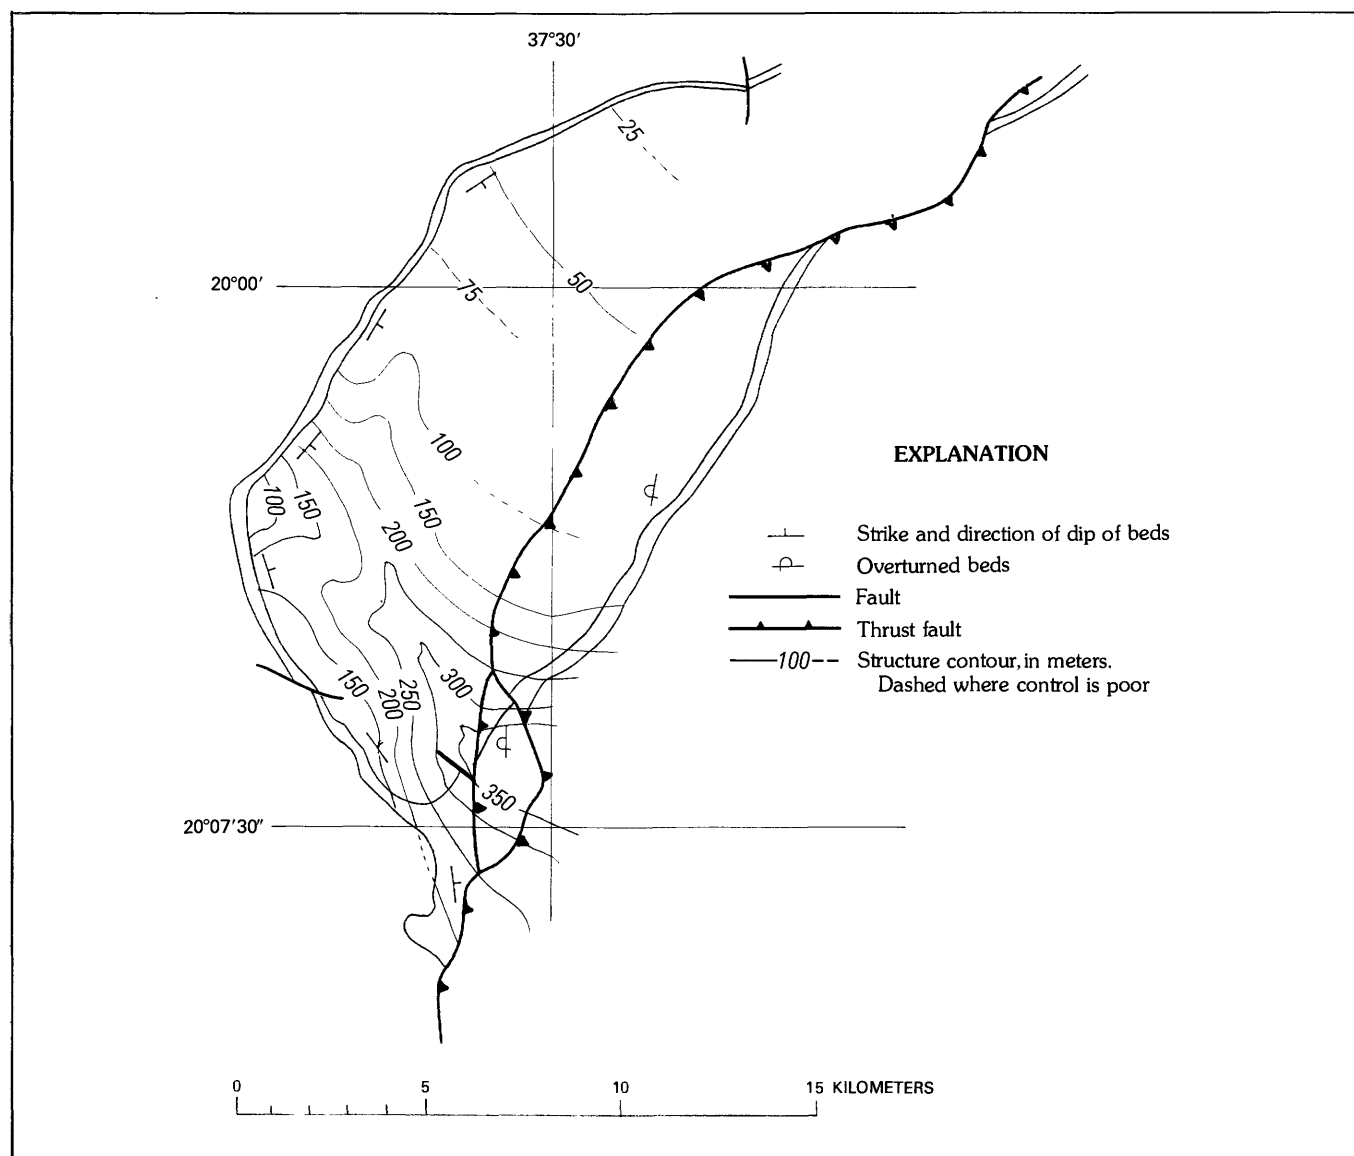 37°30′
25
20°00′
50
75
100
EXPLANATION
100
150
150
200
Strike and direction of dip of beds
Overturned beds
Fault
Thrust fault
100
Structure contour, in meters.
Dashed where control is poor
150
200
250
300
350
20°07′30″
0 5 10 15 KILOMETERS